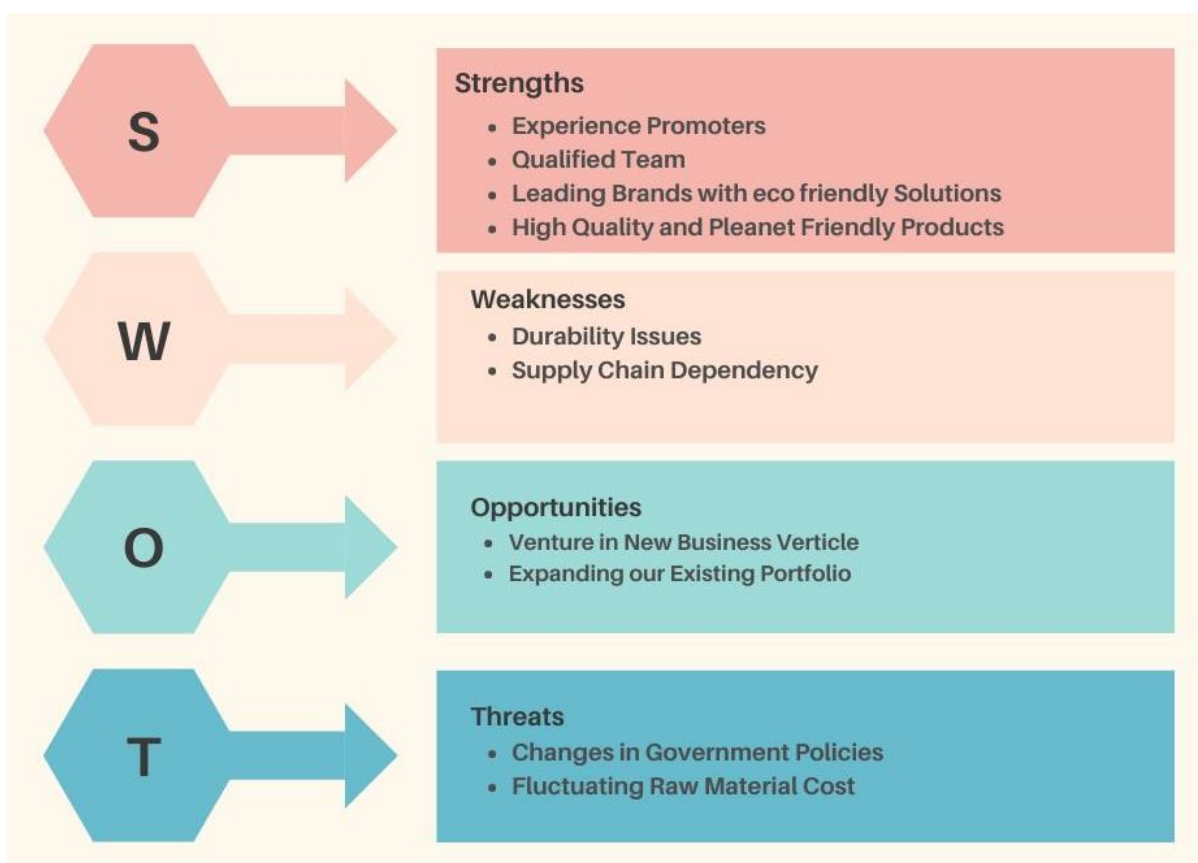 S
Strengths
• Experience Promoters
• Qualified Team
• Leading Brands with eco friendly Solutions
• High Quality and Pleanet Friendly Products
W
Weaknesses
• Durability Issues
• Supply Chain Dependency
O
Opportunities
• Venture in New Business Verticle
• Expanding our Existing Portfolio
T
Threats
• Changes in Government Policies
• Fluctuating Raw Material Cost